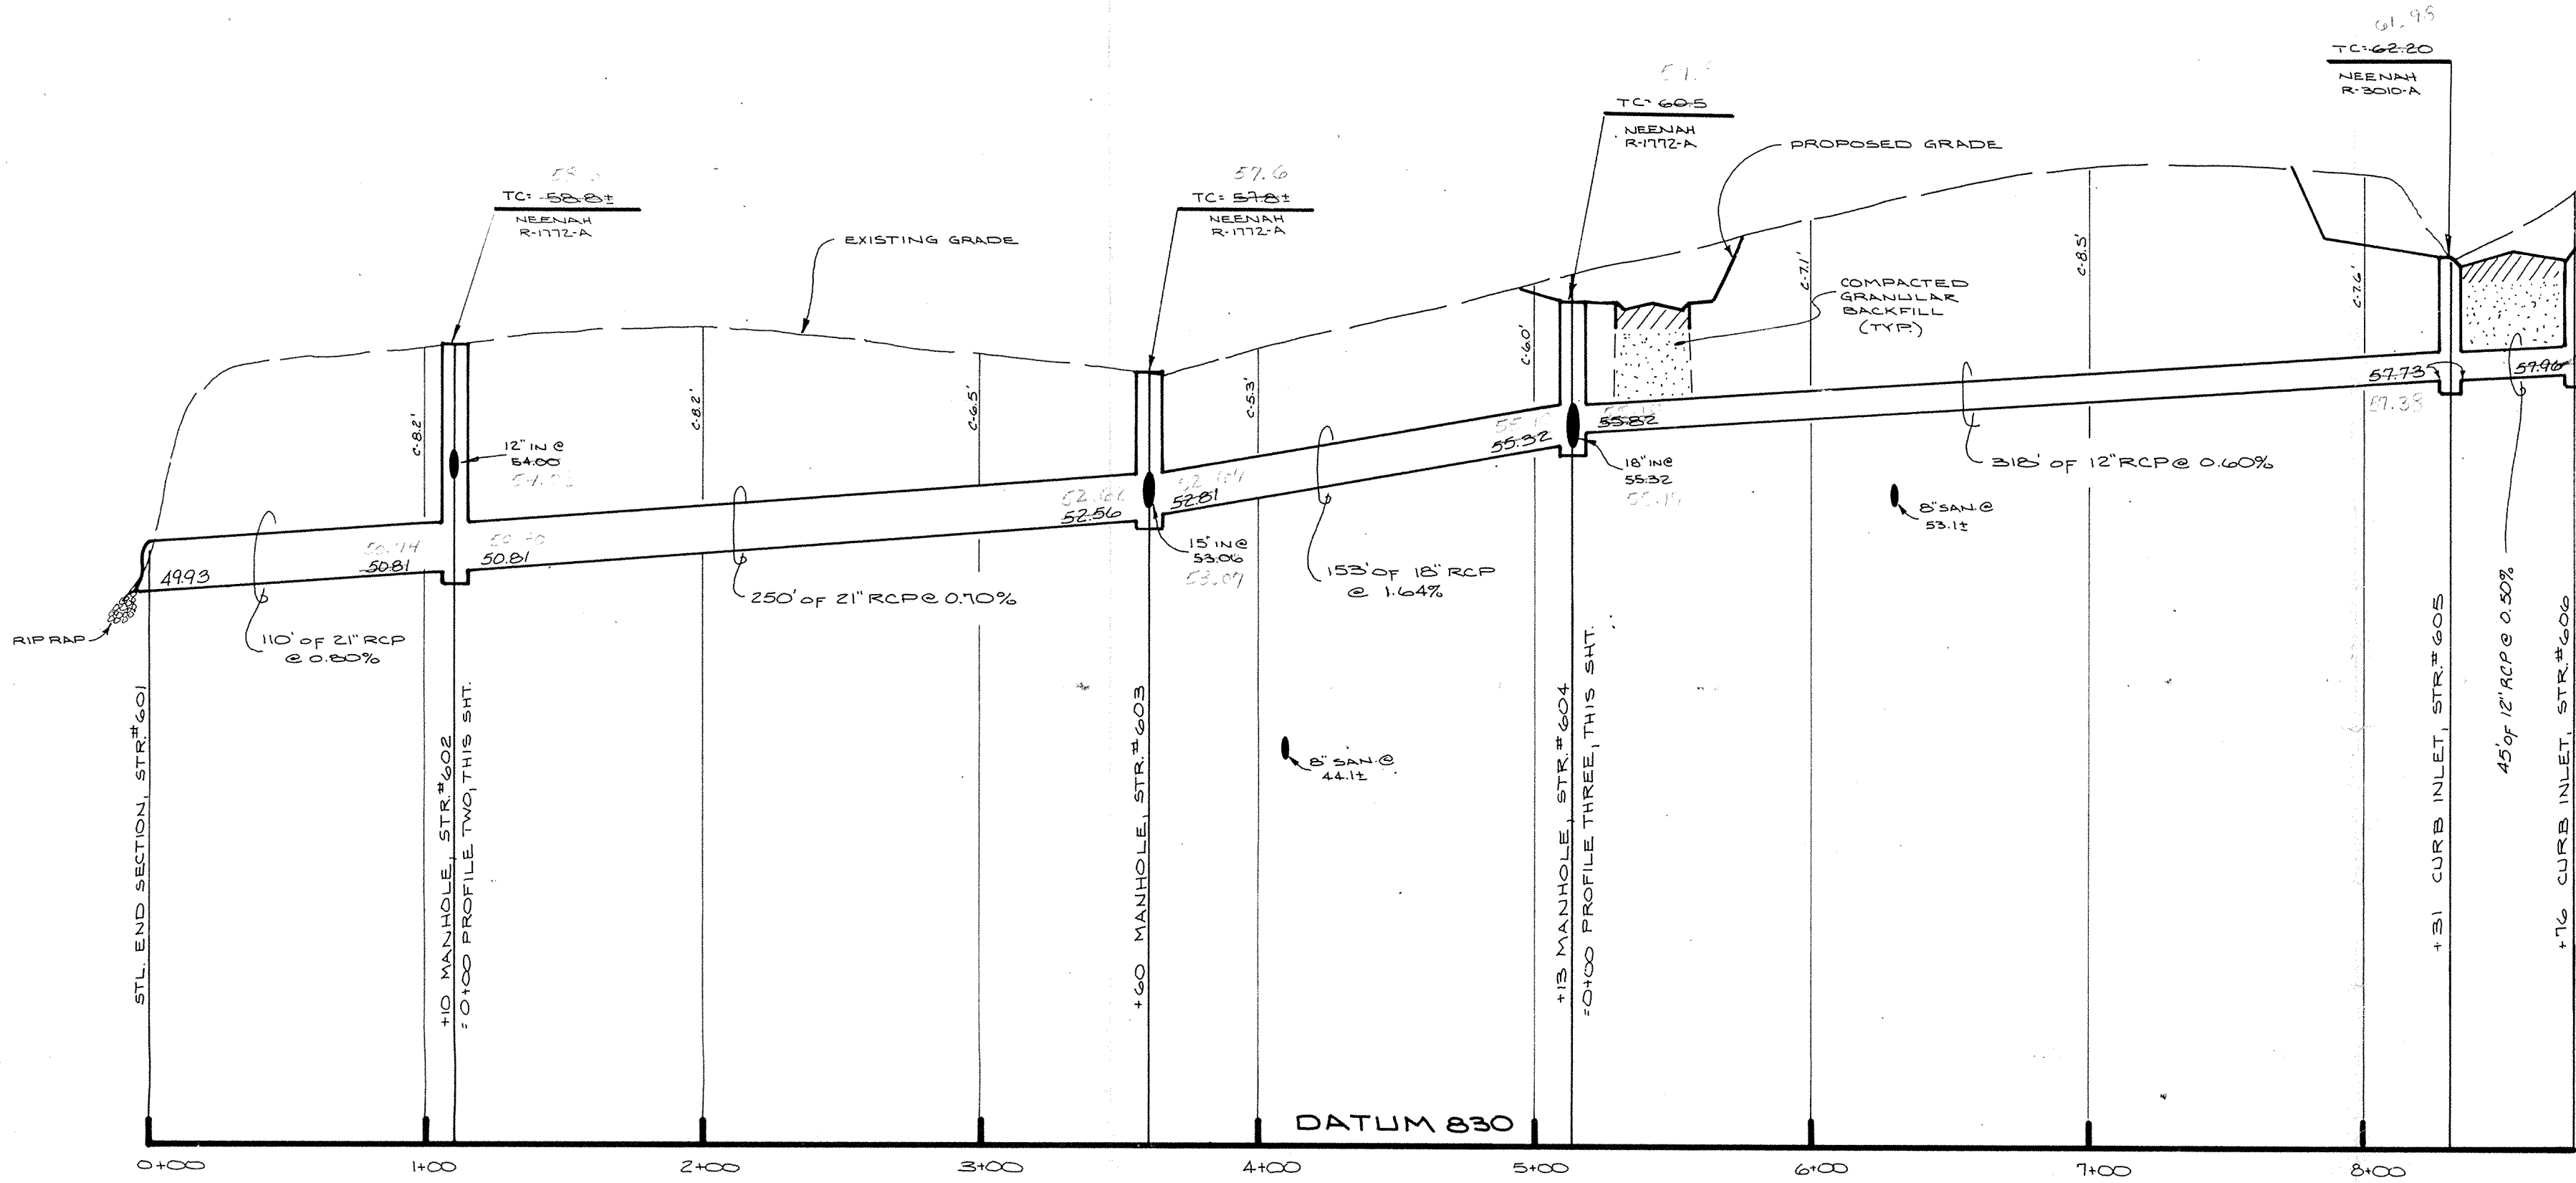 61.98
TC= 62.20
NEENAH
R-3010-A
TC= 60.5
NEENAH
R-1772-A
PROPOSED GRADE
TC= 58.8±
NEENAH
R-1772-A
57.6
TC= 57.8±
NEENAH
R-1772-A
EXISTING GRADE
COMPACTED
GRANULAR
BACKFILL
(TYP.)
C-8.2'
C-8.2'
C-6.5'
C-5.3'
C-6.0'
C-7.1'
C-8.5'
C-7.6'
12" IN @
54.00
49.93
50.81
50.81
52.56
52.81
15" IN @
53.06
53.07
55.32
55.82
18" IN @
55.32
57.73
57.38
57.96
8" SAN. @
53.1±
8" SAN. @
44.1±
RIP RAP
110' OF 21" RCP
@ 0.80%
250' OF 21" RCP @ 0.70%
153' OF 18" RCP
@ 1.64%
318' OF 12" RCP @ 0.60%
45' OF 12" RCP @ 0.50%
STL. END SECTION, STR.#601
+10 MANHOLE, STR.#602
= 0+00 PROFILE TWO, THIS SHT.
+60 MANHOLE, STR.#603
+13 MANHOLE, STR.#604
= 0+00 PROFILE THREE, THIS SHT.
+31 CURB INLET, STR.#605
+76 CURB INLET, STR.#606
DATUM 830
0+00 1+00 2+00 3+00 4+00 5+00 6+00 7+00 8+00